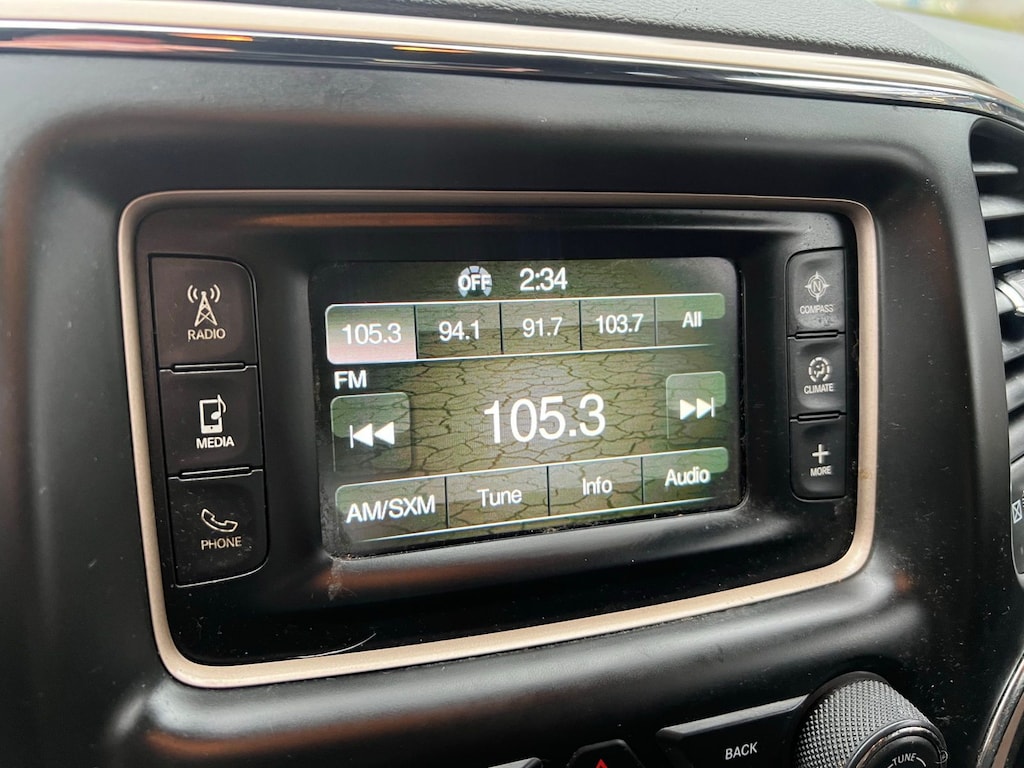 OFF 2:34
105.3 94.1 91.7 103.7 All
FM
105.3
AM/SXM Tune Info Audio
RADIO
MEDIA
PHONE
N
COMPASS
CLIMATE
+
MORE
BACK
TUNE